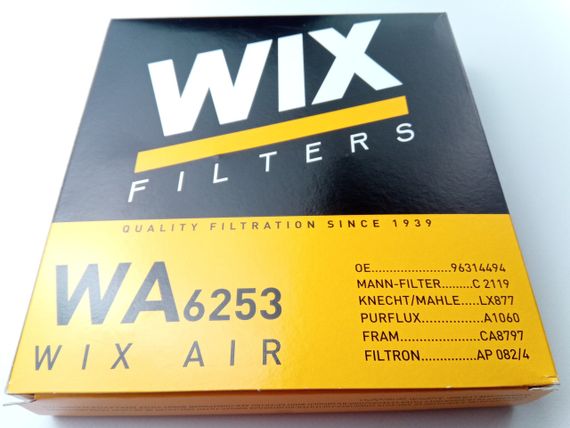 WIX
FILTERS
QUALITY FILTRATION SINCE 1939
WA6253
WIX AIR
OE......................96314494
MANN-FILTER.........C 2119
KNECHT/MAHLE.....LX877
PURFLUX.................A1060
FRAM......................CA8797
FILTRON...............AP 082/4